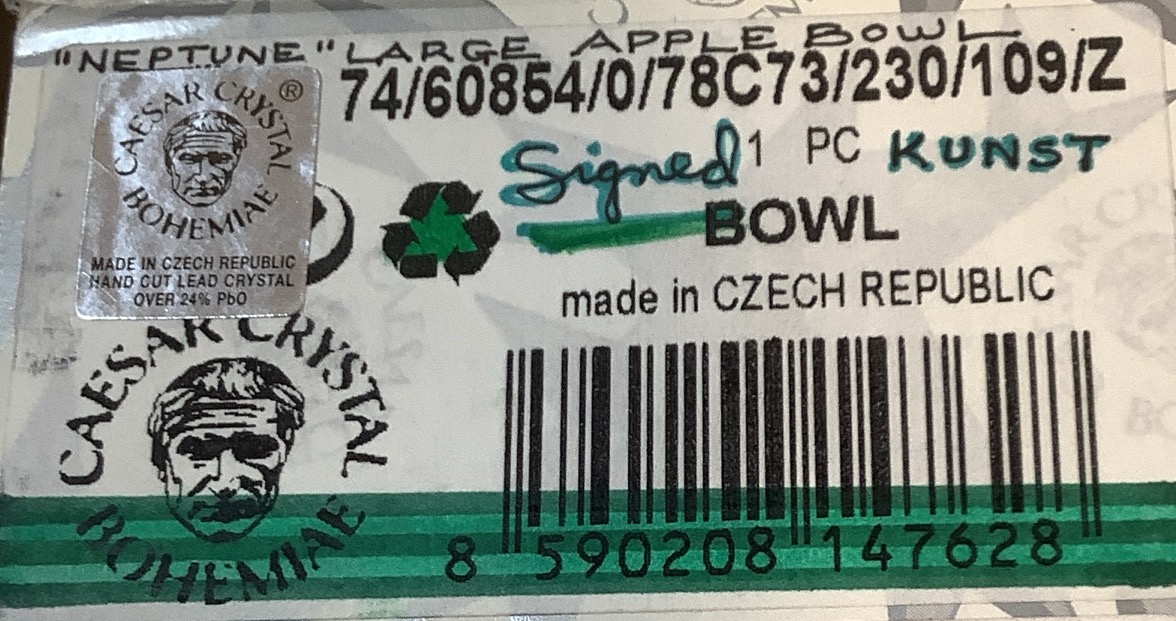 "NEPTUNE" LARGE APPLE BOWL
74/60854/0/78C73/230/109/Z
CAESAR CRYSTAL ®
BOHEMIAE
MADE IN CZECH REPUBLIC
HAND CUT LEAD CRYSTAL
OVER 24% PbO
Signed 1 PC KUNST
BOWL
made in CZECH REPUBLIC
CAESAR CRYSTAL
BOHEMIAE
8 590208 147628